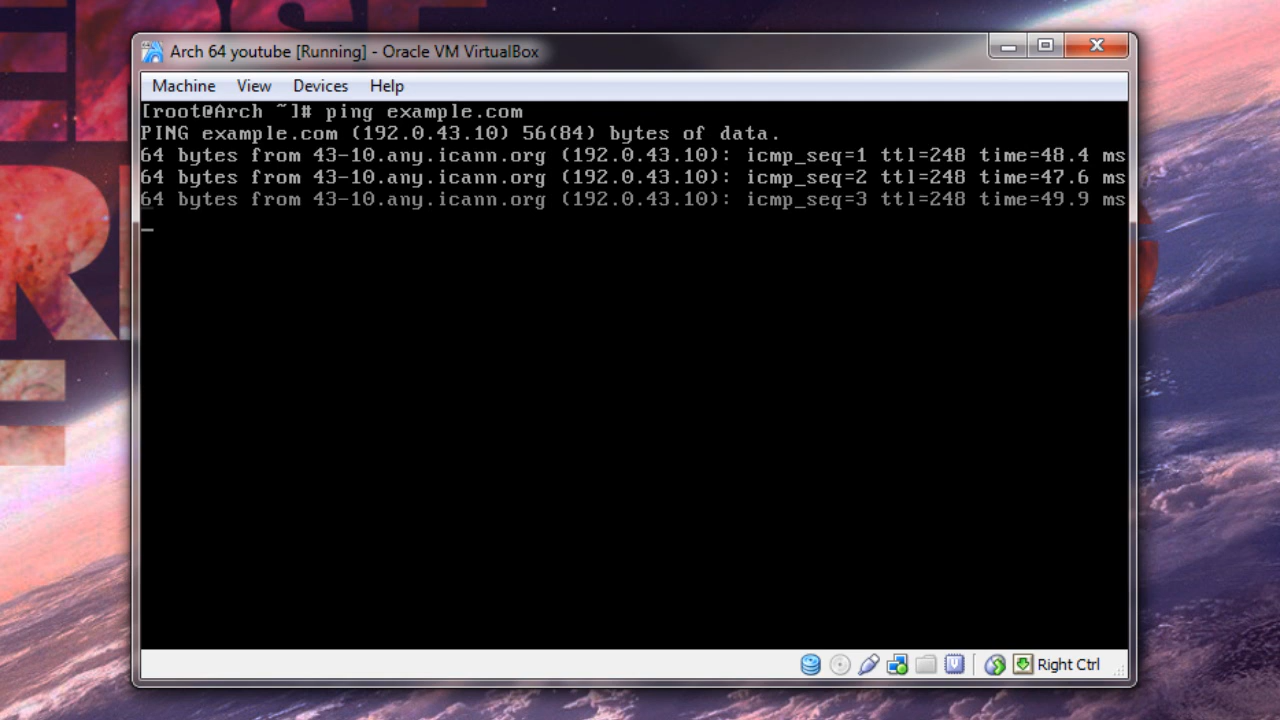 Arch 64 youtube [Running] - Oracle VM VirtualBox
Machine View Devices Help
[root@Arch ~]# ping example.com
PING example.com (192.0.43.10) 56(84) bytes of data.
64 bytes from 43-10.any.icann.org (192.0.43.10): icmp_seq=1 ttl=248 time=48.4 ms
64 bytes from 43-10.any.icann.org (192.0.43.10): icmp_seq=2 ttl=248 time=47.6 ms
64 bytes from 43-10.any.icann.org (192.0.43.10): icmp_seq=3 ttl=248 time=49.9 ms
Right Ctrl